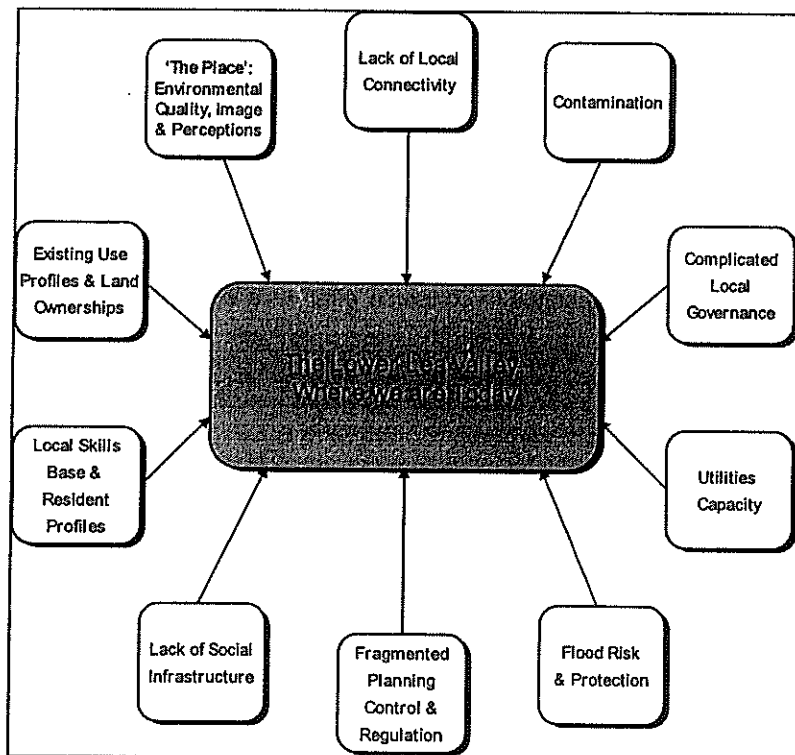 'The Place':
Environmental
Quality, Image
& Perceptions
Lack of Local
Connectivity
Contamination
Existing Use
Profiles & Land
Ownerships
Complicated
Local
Governance
The Lower Lea Valley
Where we are Today
Local Skills
Base &
Resident
Profiles
Utilities
Capacity
Lack of Social
Infrastructure
Fragmented
Planning
Control &
Regulation
Flood Risk
& Protection